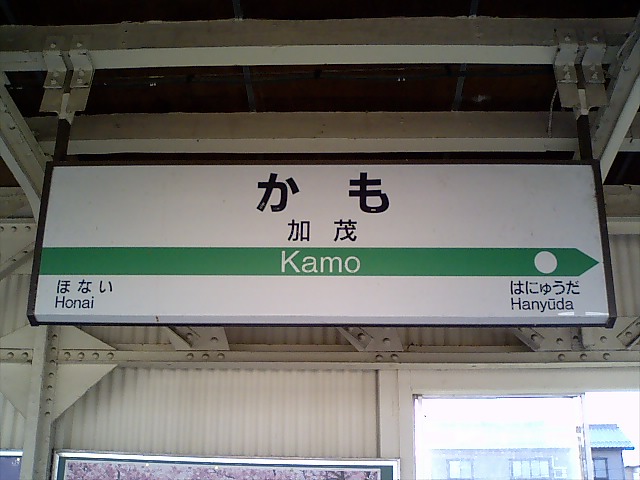 かも
加茂
Kamo
ほない
Honai
はにゅうだ
Hanyūda